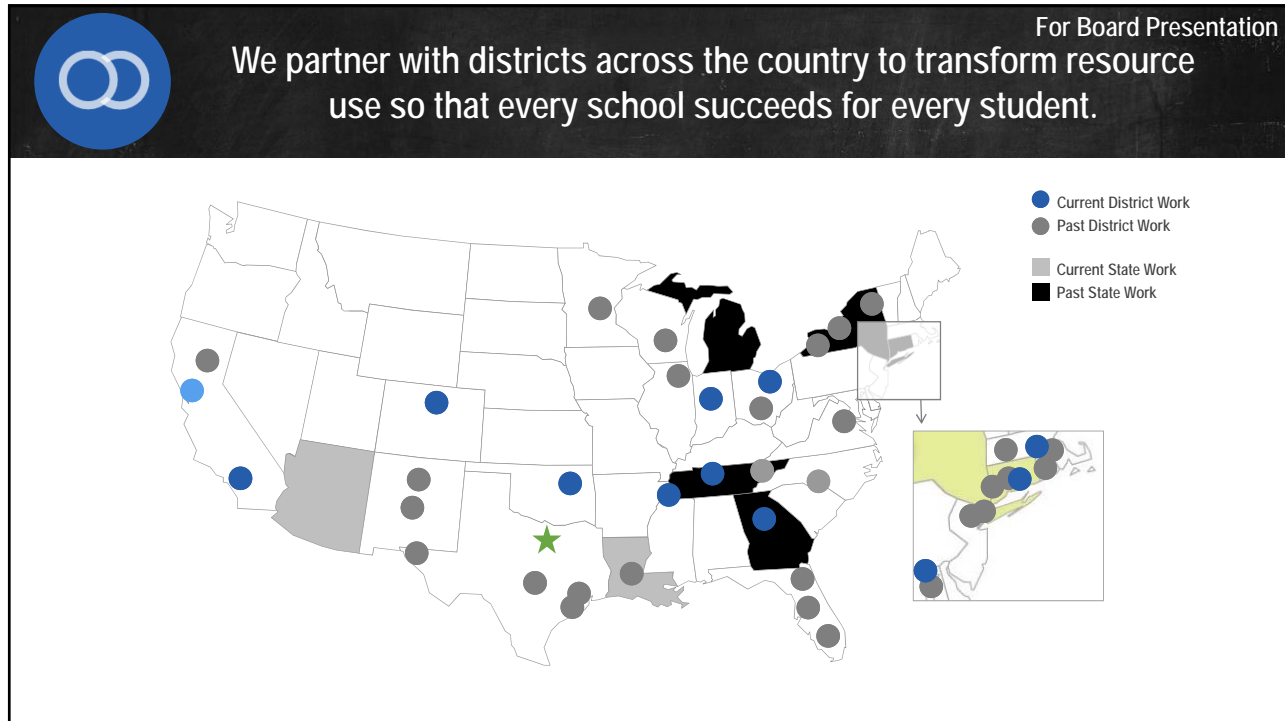 For Board Presentation
We partner with districts across the country to transform resource
use so that every school succeeds for every student.
Current District Work
Past District Work
Current State Work
Past State Work